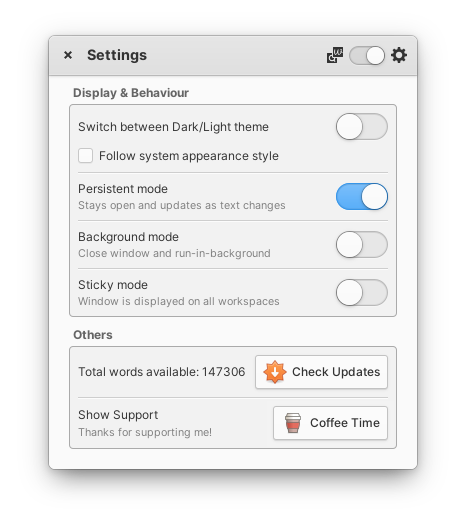 Settings
Display & Behaviour
Switch between Dark/Light theme
Follow system appearance style
Persistent mode
Stays open and updates as text changes
Background mode
Close window and run-in-background
Sticky mode
Window is displayed on all workspaces
Others
Total words available: 147306
Check Updates
Show Support
Coffee Time
Thanks for supporting me!